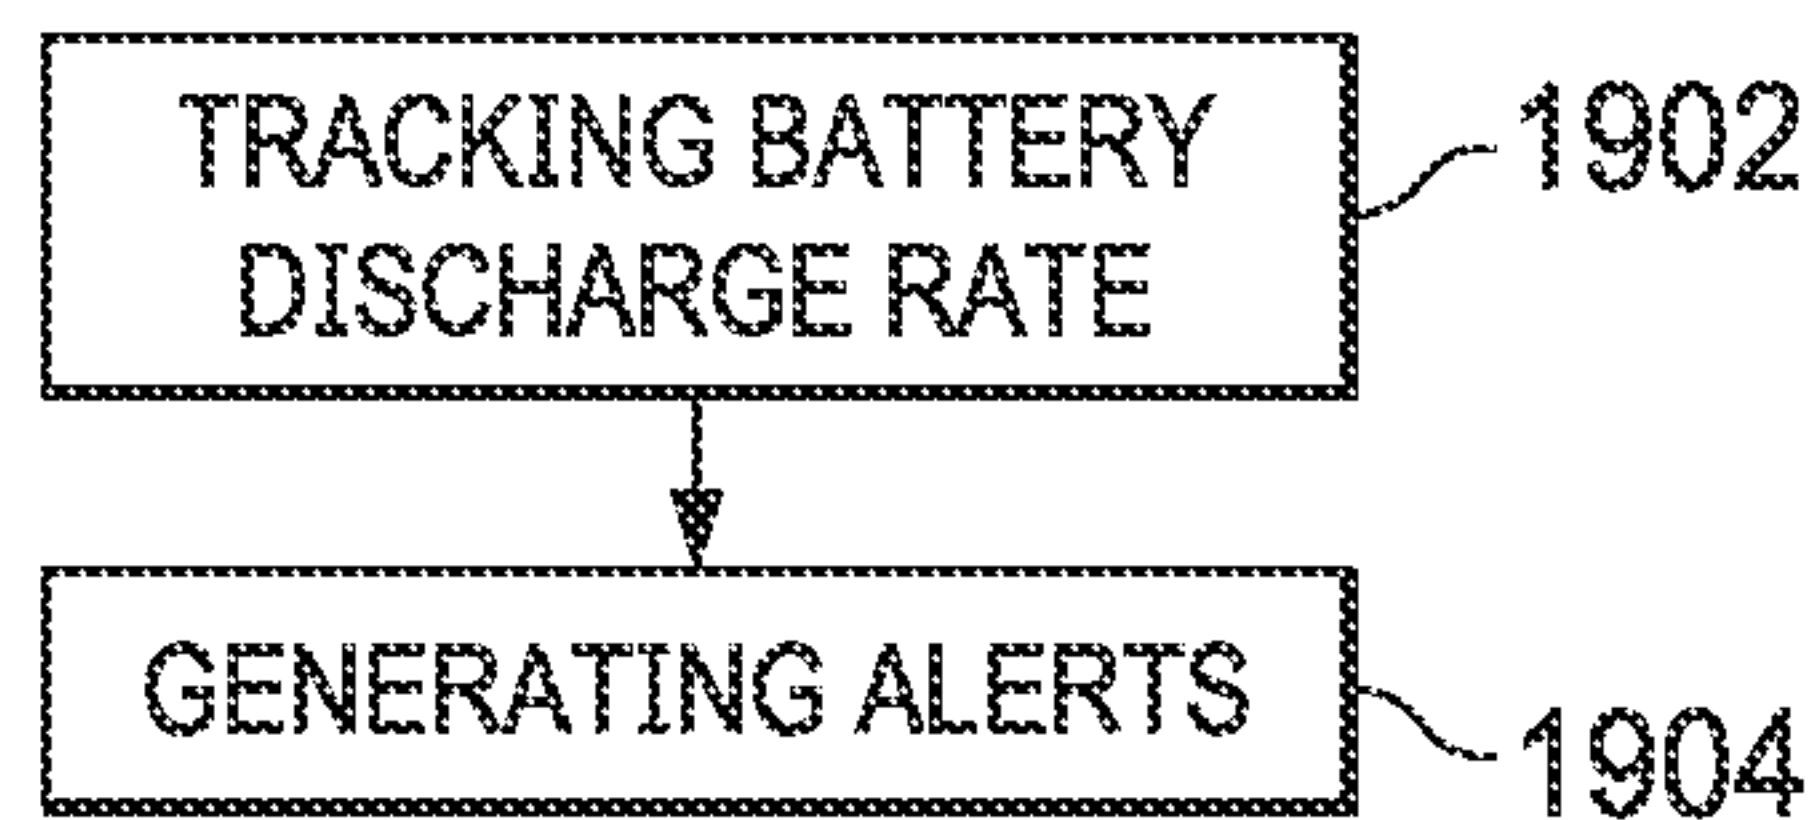 TRACKING BATTERY
DISCHARGE RATE
1902
GENERATING ALERTS
1904